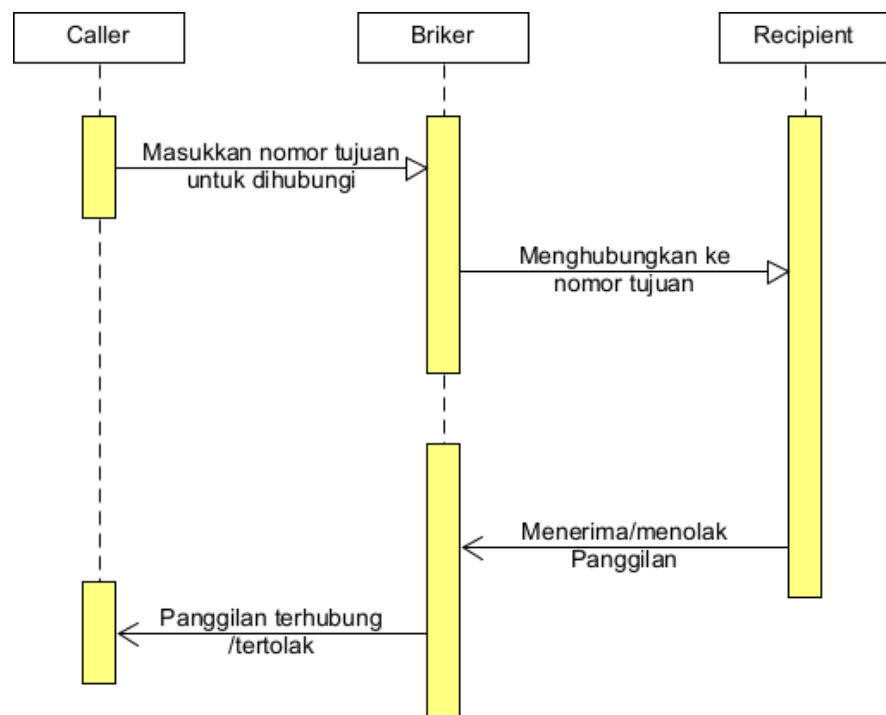 Caller
Briker
Recipient
Masukkan nomor tujuan
untuk dihubungi
Menghubungkan ke
nomor tujuan
Menerima/menolak
Panggilan
Panggilan terhubung
/tertolak